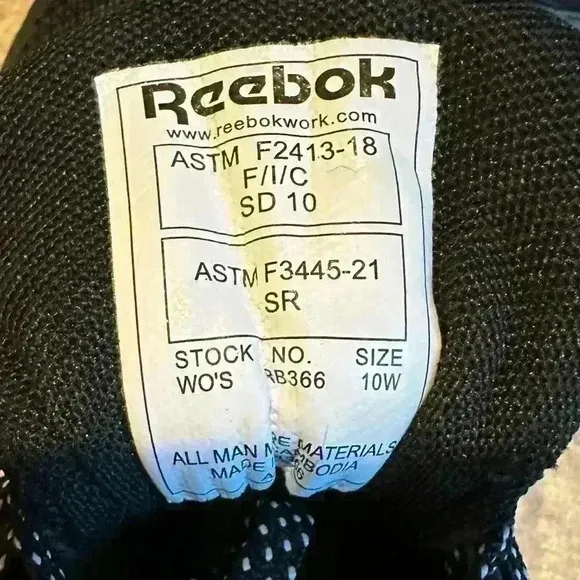 Reebok
www.reebokwork.com
ASTM F2413-18
F/I/C
SD 10
ASTM F3445-21
SR
STOCK NO. SIZE
WO'S RB366 10W
ALL MAN MATERIALS
MADE